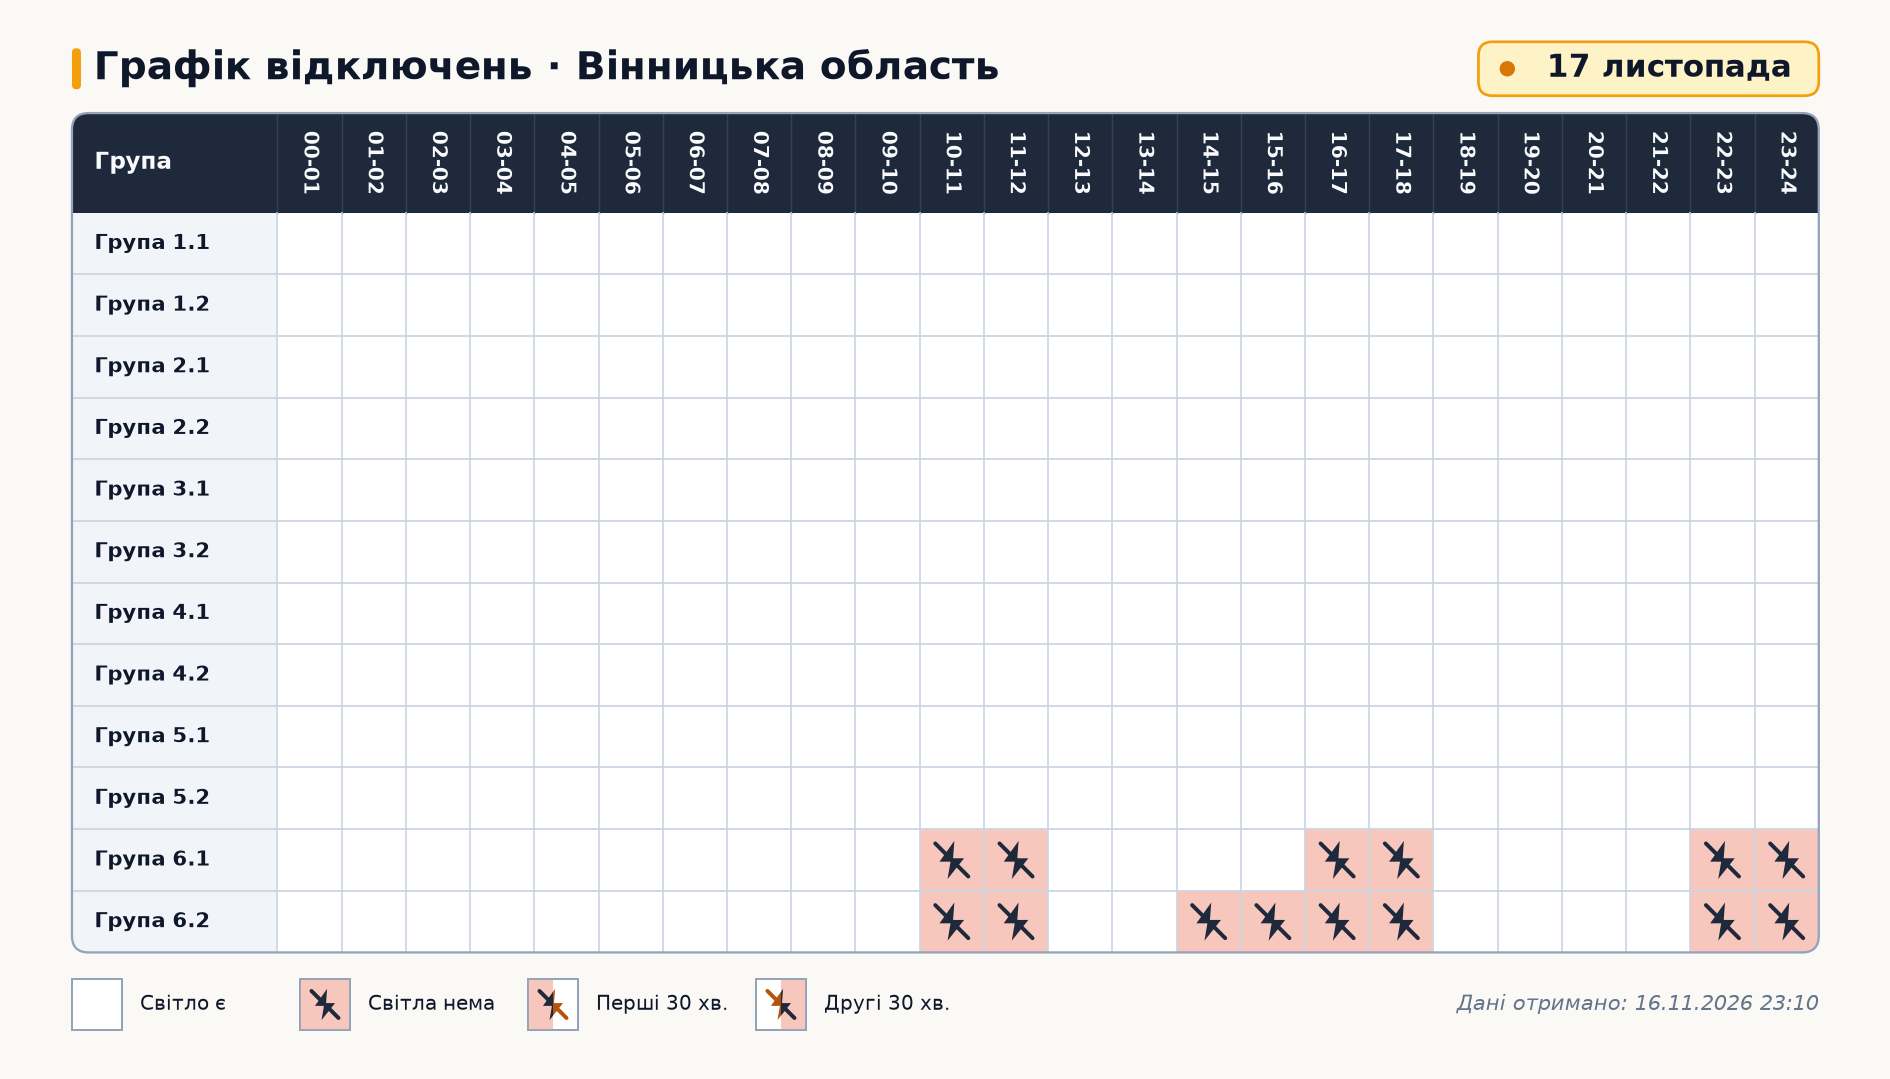 Графік відключень · Вінницька область
17 листопада
Група 00-01 01-02 02-03 03-04 04-05 05-06 06-07 07-08 08-09 09-10 10-11 11-12 12-13 13-14 14-15 15-16 16-17 17-18 18-19 19-20 20-21 21-22 22-23 23-24
Група 1.1
Група 1.2
Група 2.1
Група 2.2
Група 3.1
Група 3.2
Група 4.1
Група 4.2
Група 5.1
Група 5.2
Група 6.1
Група 6.2
Світло є Світла нема Перші 30 хв. Другі 30 хв.
Дані отримано: 16.11.2026 23:10